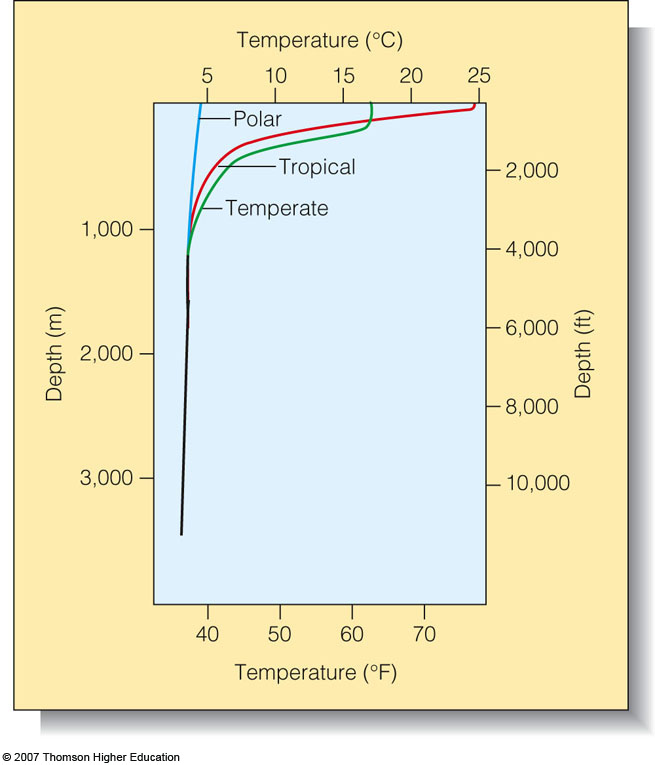 Temperature (°C)
5 10 15 20 25
Polar
Tropical
2,000
Temperate
1,000
4,000
Depth (m)
6,000
Depth (ft)
2,000
8,000
3,000
10,000
40 50 60 70
Temperature (°F)
© 2007 Thomson Higher Education